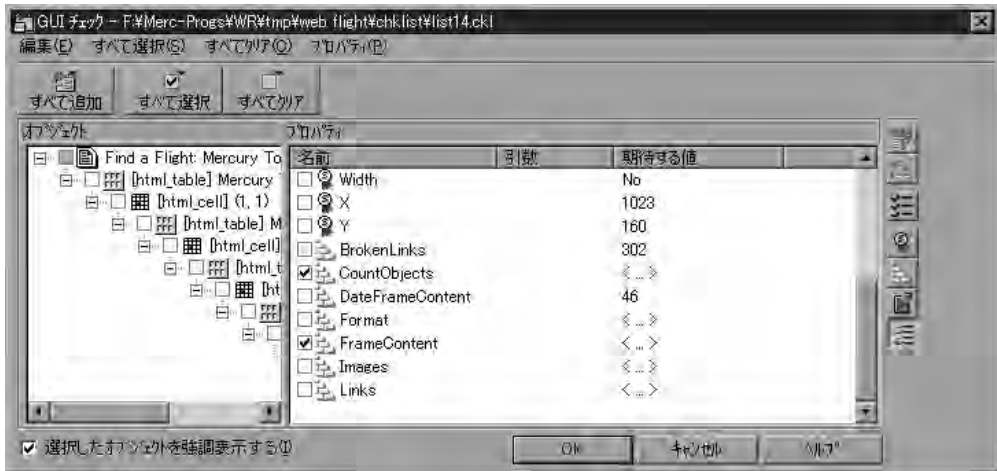 GUI ﾁｪｯｸ - F:¥Merc-Progs¥WR¥tmp¥web flight¥chklist¥list14.ckl
編集(E) すべて選択(S) すべてｸﾘｱ(C) ﾌﾟﾛﾊﾟﾃｨ(P)
すべて追加 すべて選択 すべてｸﾘｱ
ｵﾌﾞｼﾞｪｸﾄ ﾌﾟﾛﾊﾟﾃｨ
Find a Flight: Mercury To
[html_table] Mercury
[html_cell] (1, 1)
[html_table] M
[html_cell]
[html_t
[ht
名前 引数 期待する値
Width No
X 1023
Y 160
BrokenLinks 302
CountObjects < ... >
DateFrameContent 46
Format < ... >
FrameContent < ... >
Images < ... >
Links < ... >
選択したｵﾌﾞｼﾞｪｸﾄを強調表示する(I)
OK ｷｬﾝｾﾙ ﾍﾙﾌﾟ